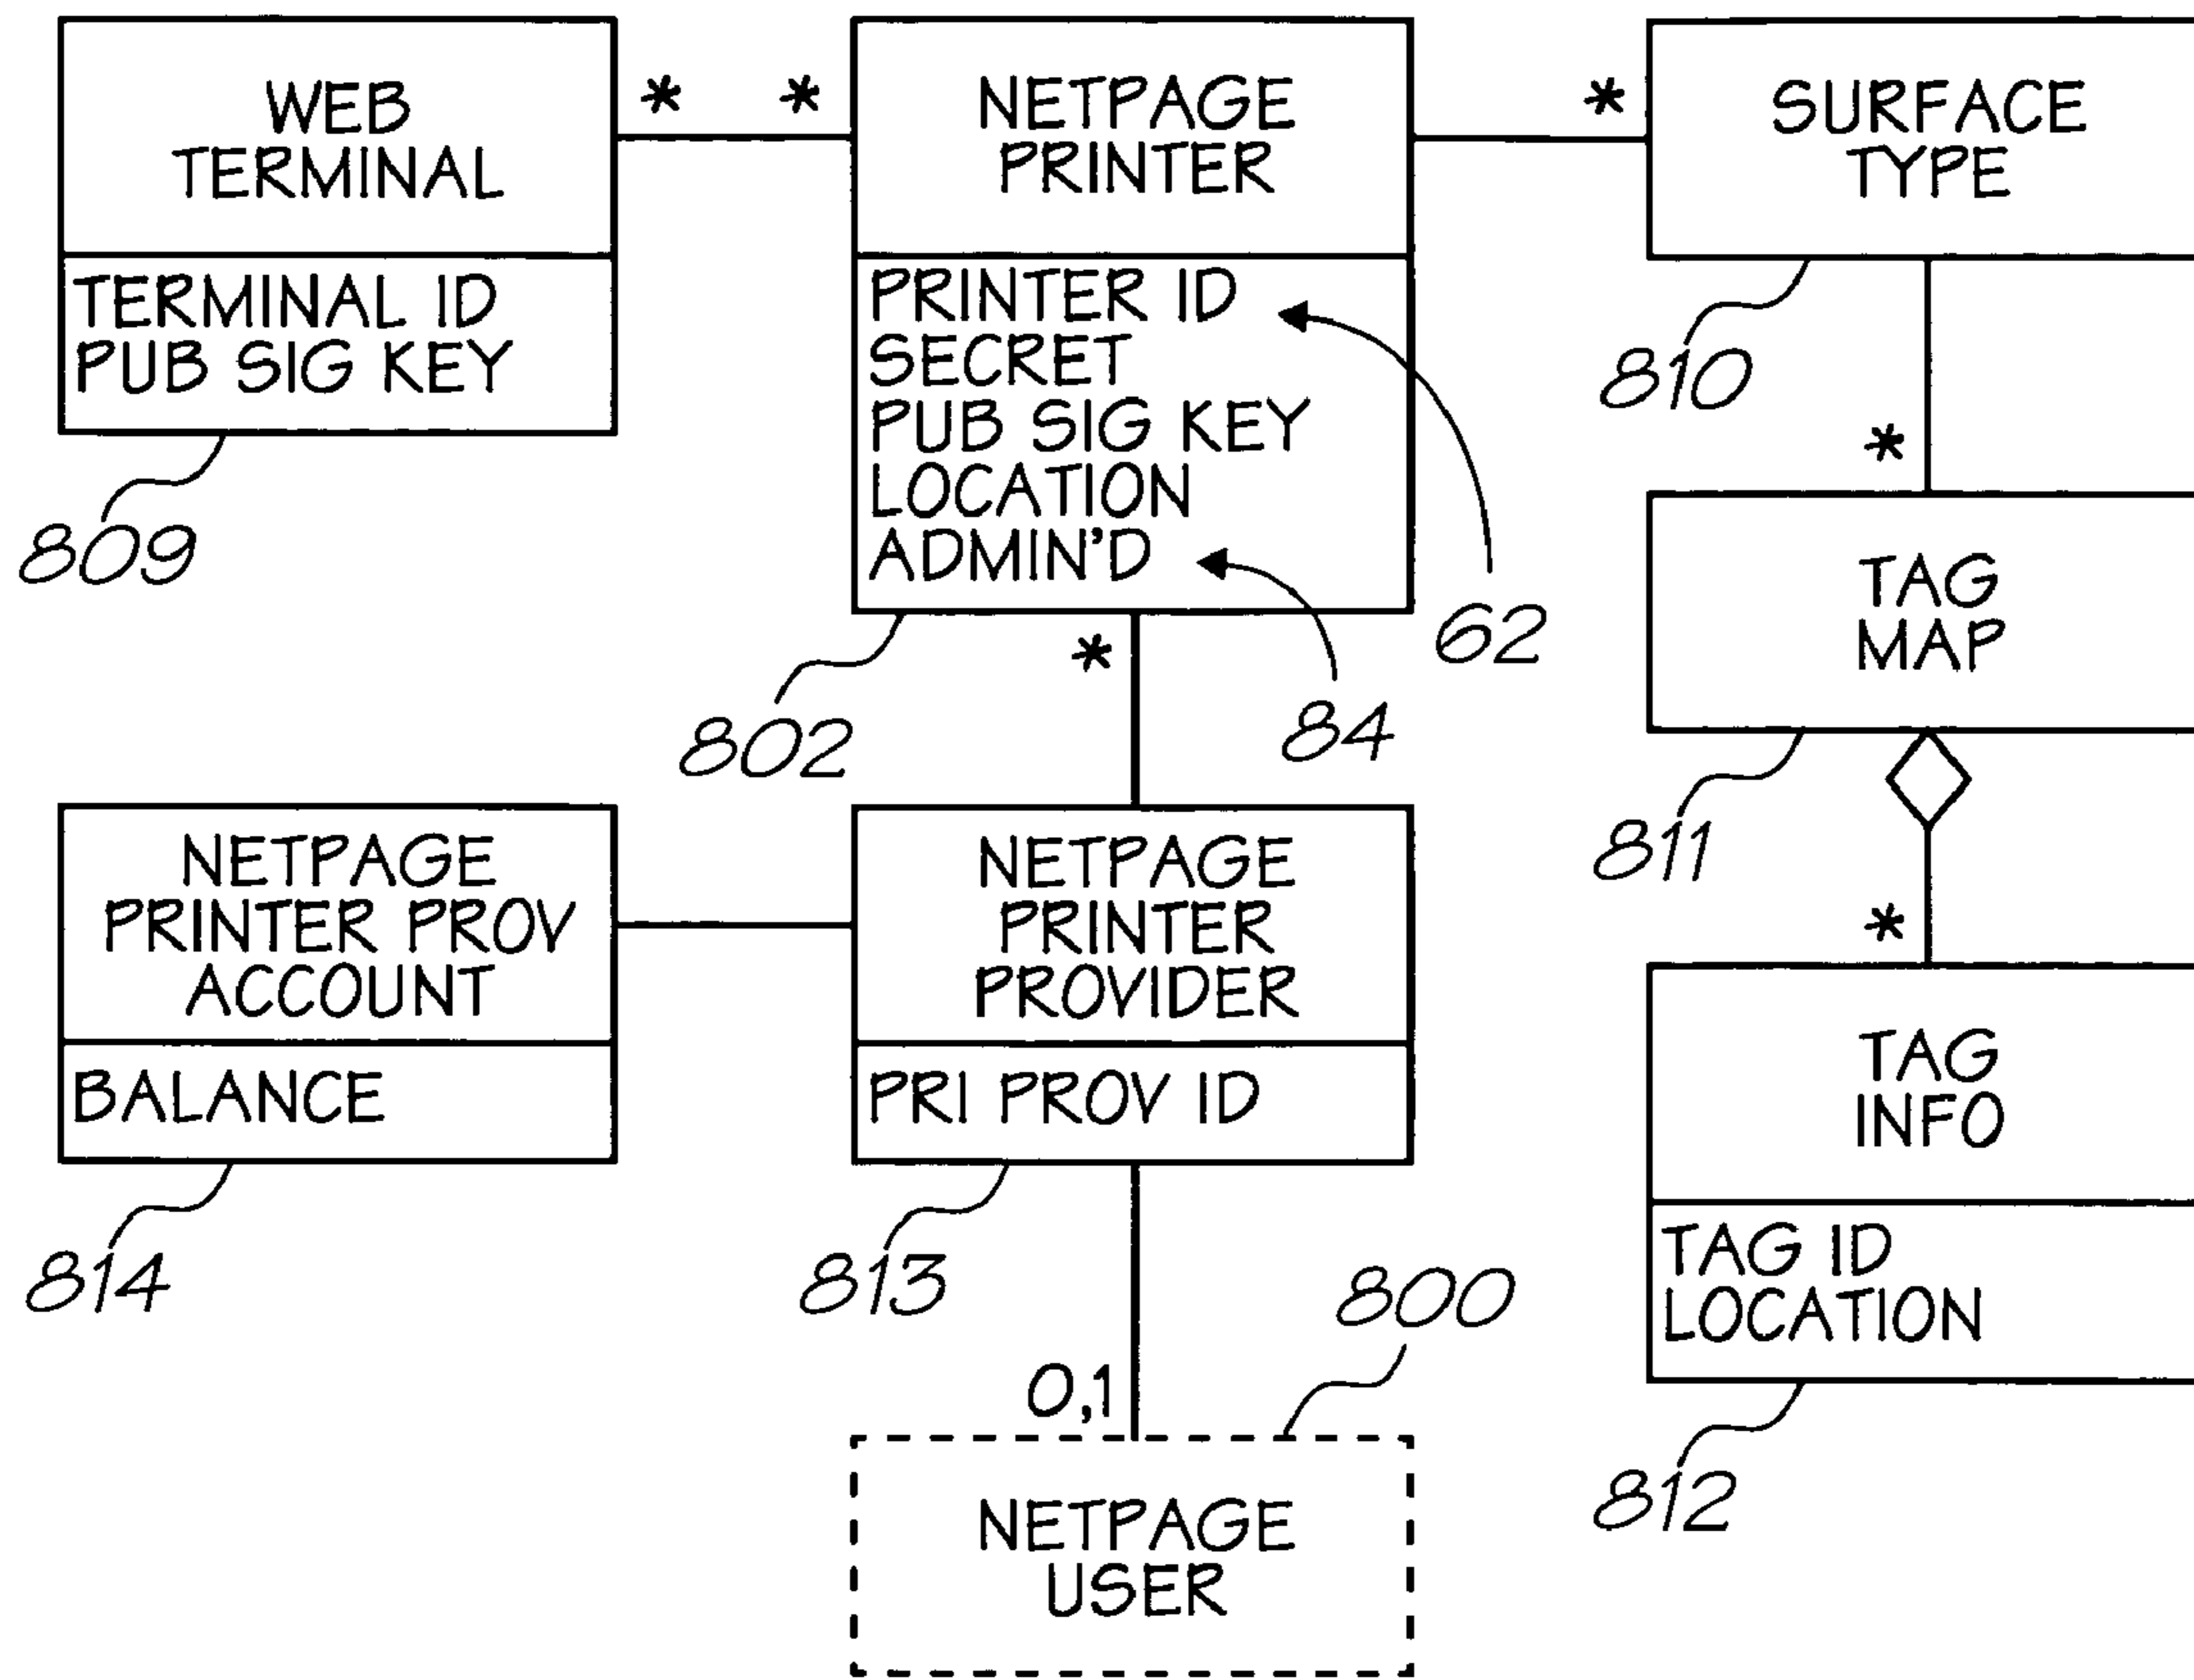 WEB
TERMINAL
TERMINAL ID
PUB SIG KEY
809
* *
NETPAGE
PRINTER
PRINTER ID
SECRET
PUB SIG KEY
LOCATION
ADMIN'D
62
84
802
*
*
SURFACE
TYPE
810
*
TAG
MAP
811
*
TAG
INFO
TAG ID
LOCATION
812
NETPAGE
PRINTER PROV
ACCOUNT
BALANCE
814
NETPAGE
PRINTER
PROVIDER
PRI PROV ID
813
800
0,1
NETPAGE
USER